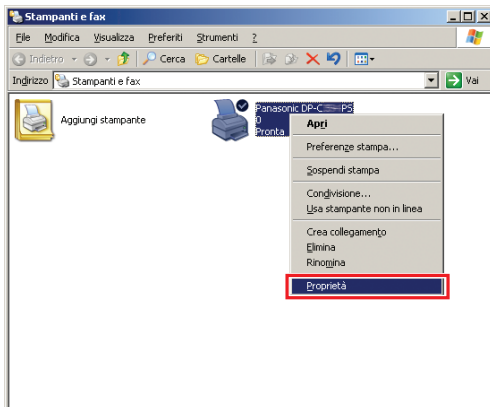 Stampanti e fax
File Modifica Visualizza Preferiti Strumenti ?
Indietro Cerca Cartelle
Indirizzo Stampanti e fax Vai
Aggiungi stampante
Panasonic DP-C PS
0
Pronta
Apri
Preferenze stampa...
Sospendi stampa
Condivisione...
Usa stampante non in linea
Crea collegamento
Elimina
Rinomina
Proprietà